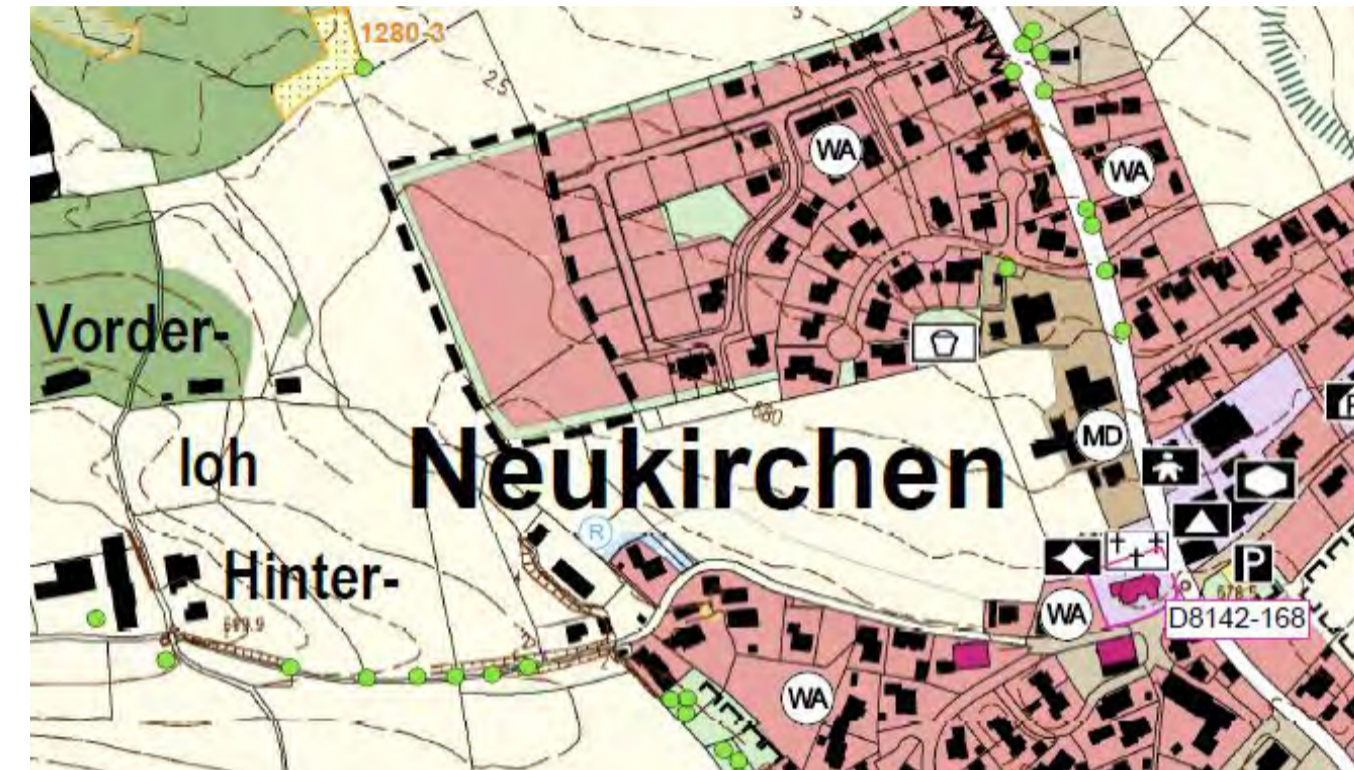 1280-3
25
WA
WA
Vorder-
MD
loh
Neukirchen
680
R
Hinter-
P
WA
D8142-168
WA